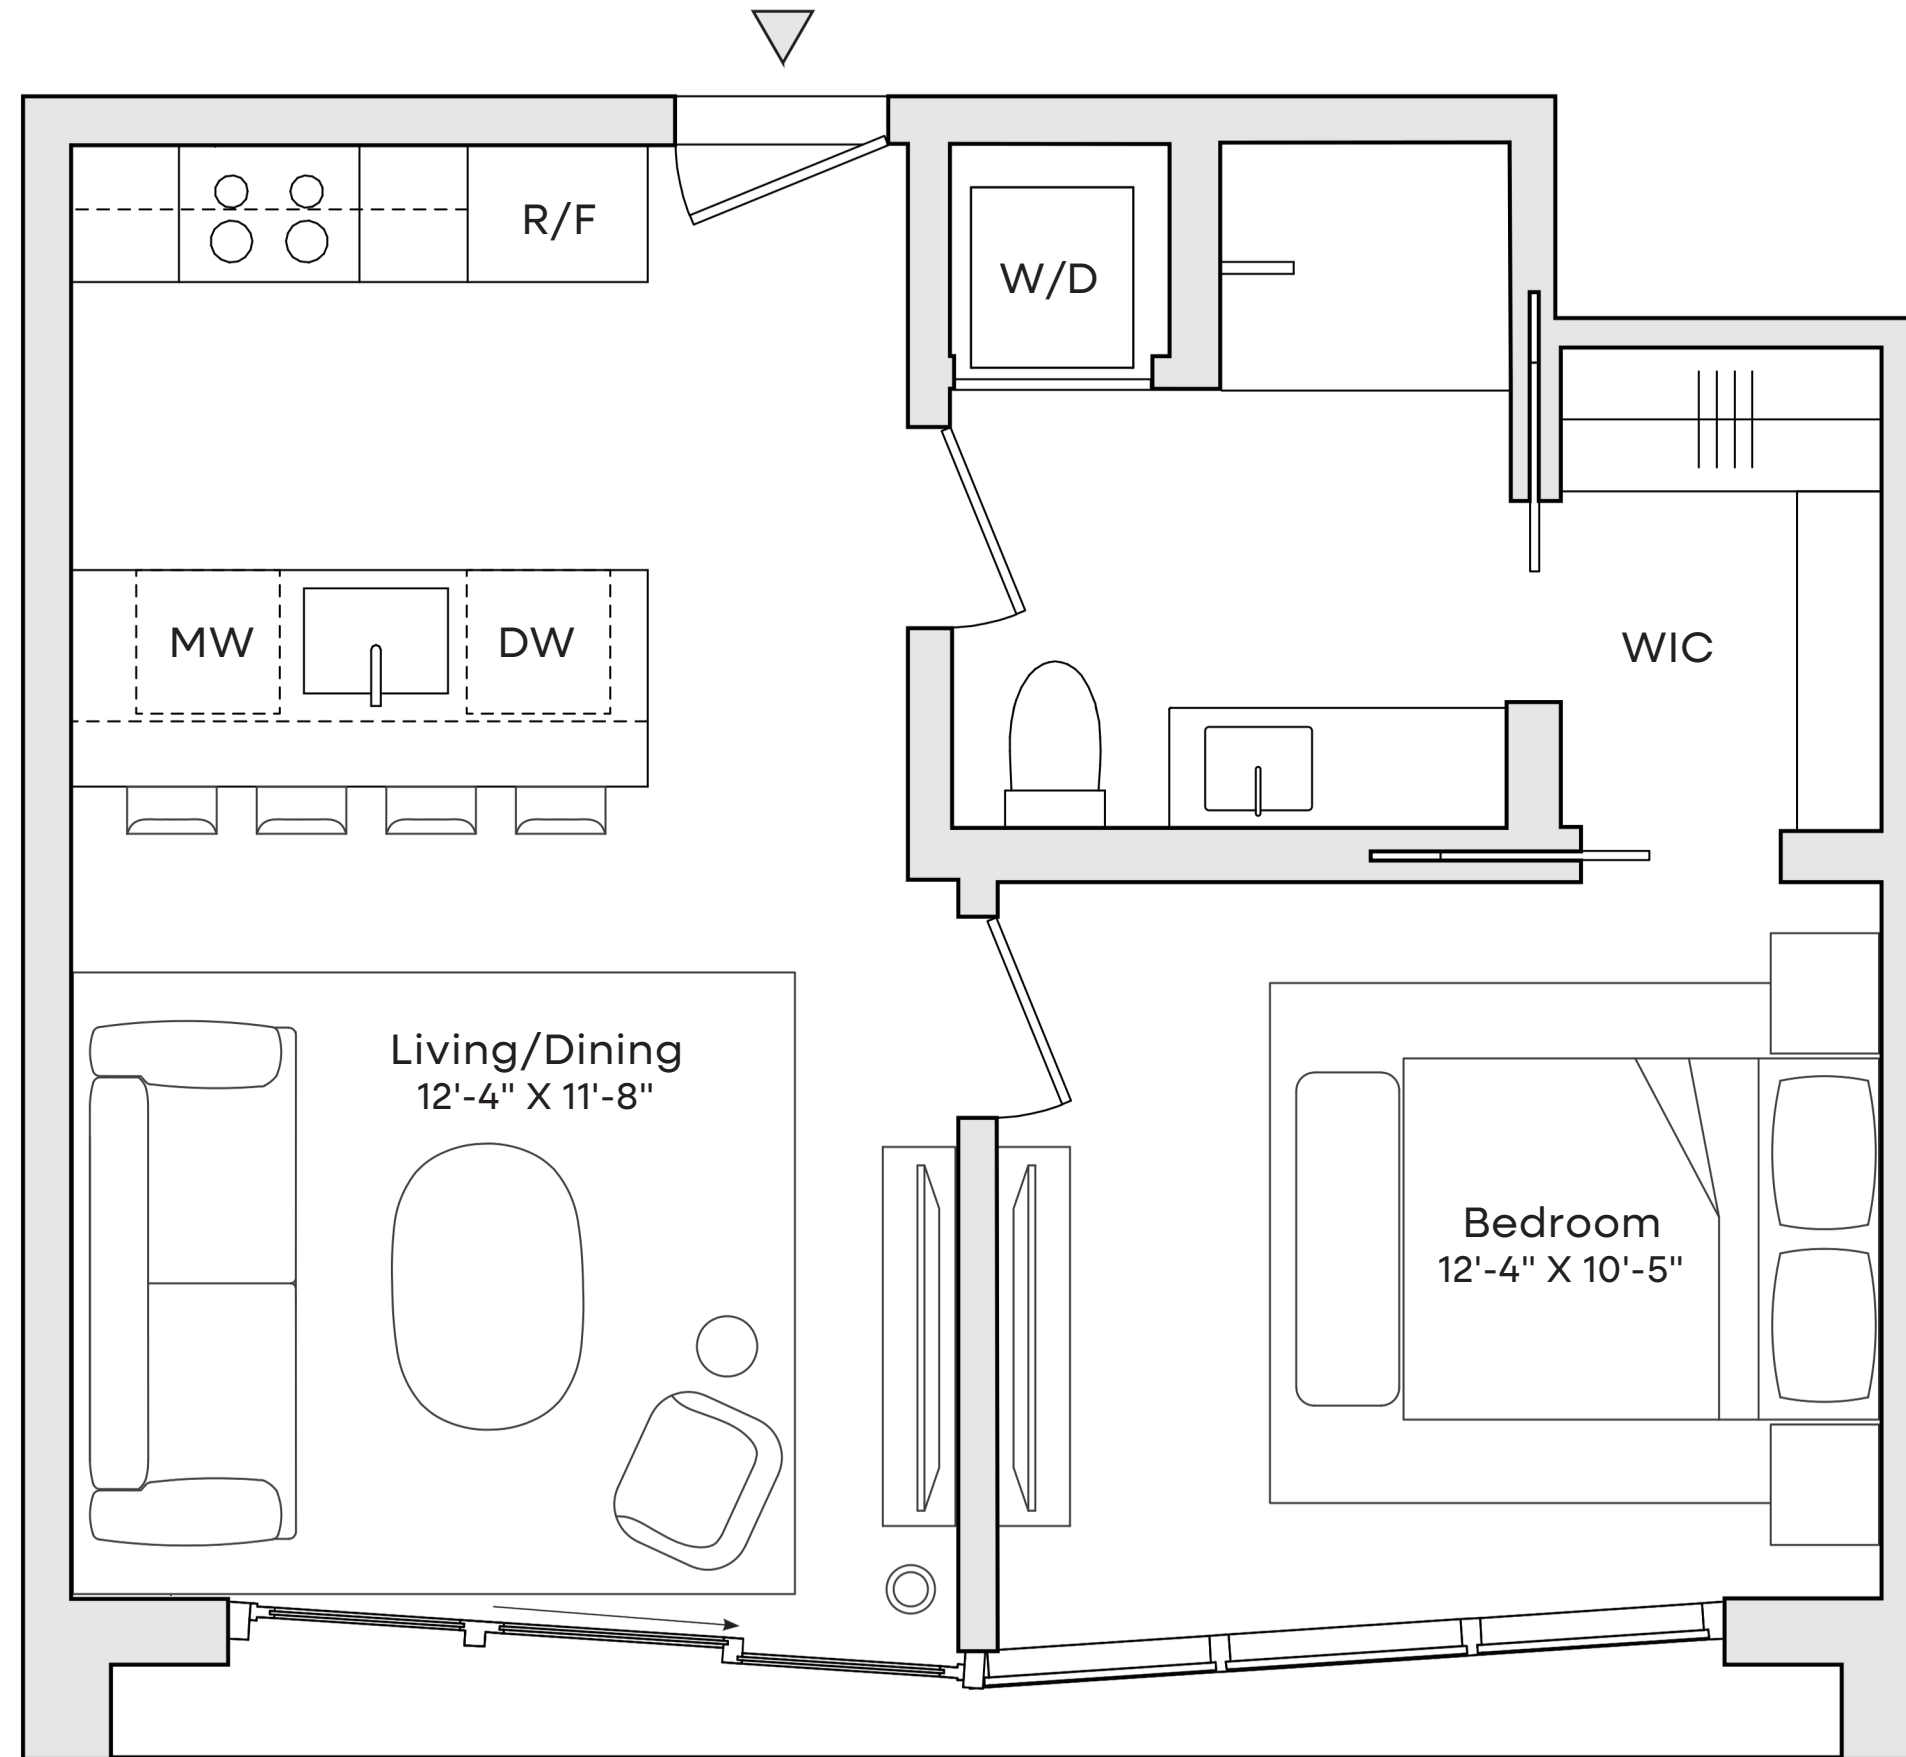 R/F
W/D
MW
DW
WIC
Living/Dining
12'-4" X 11'-8"
Bedroom
12'-4" X 10'-5"